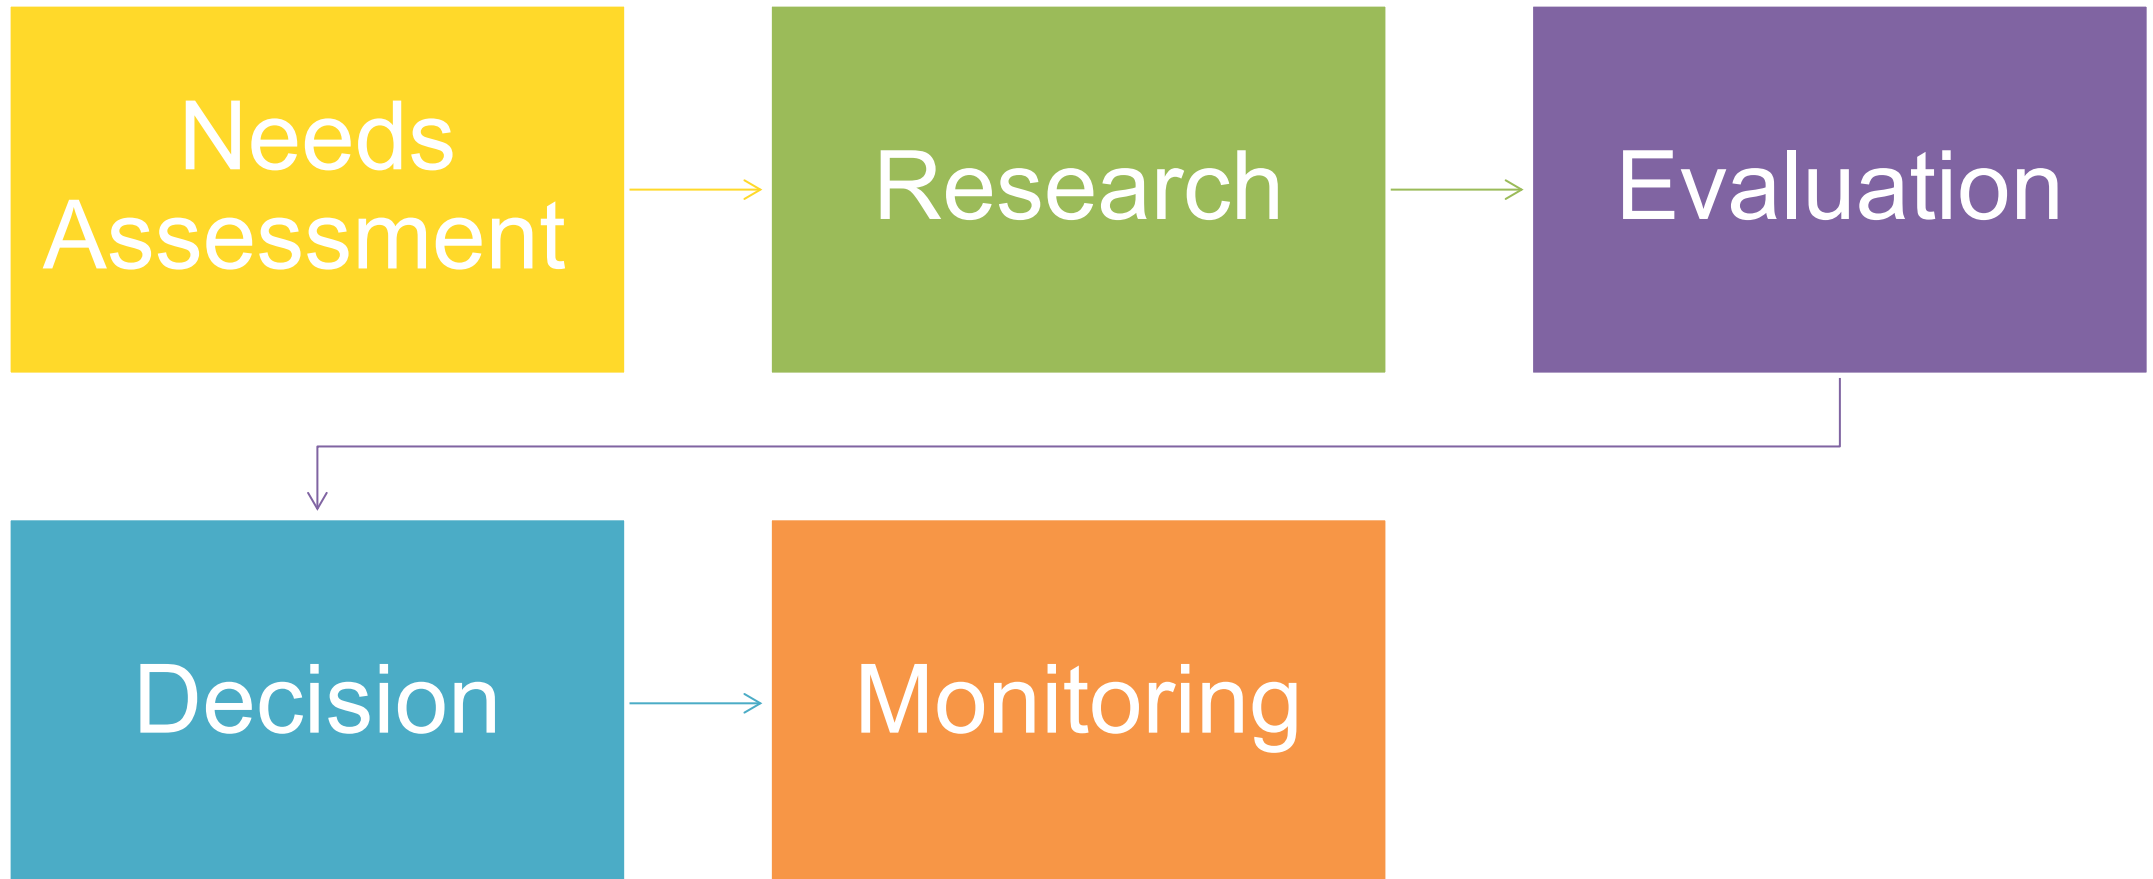 Needs
Assessment
Research
Evaluation
Decision
Monitoring